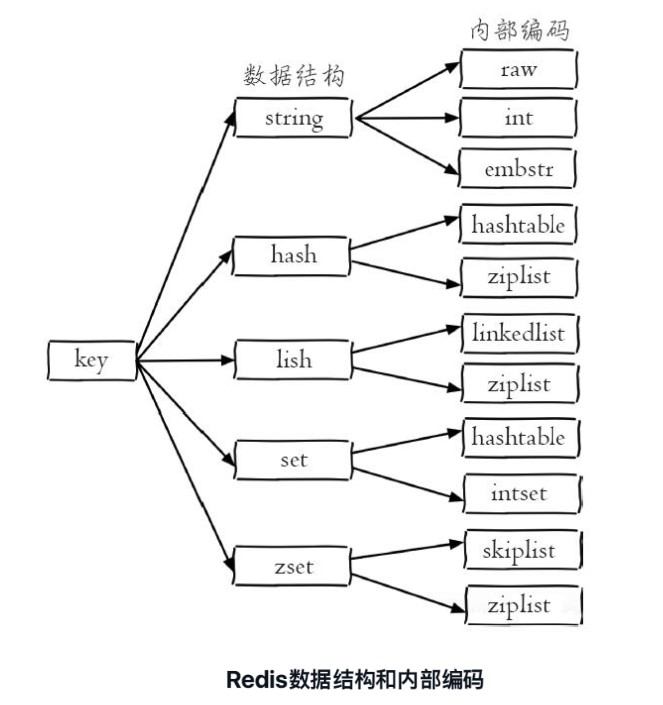 内部编码
数据结构
raw
string
int
embstr
hashtable
hash
ziplist
linkedlist
key
lish
ziplist
hashtable
set
intset
skiplist
zset
ziplist
Redis数据结构和内部编码